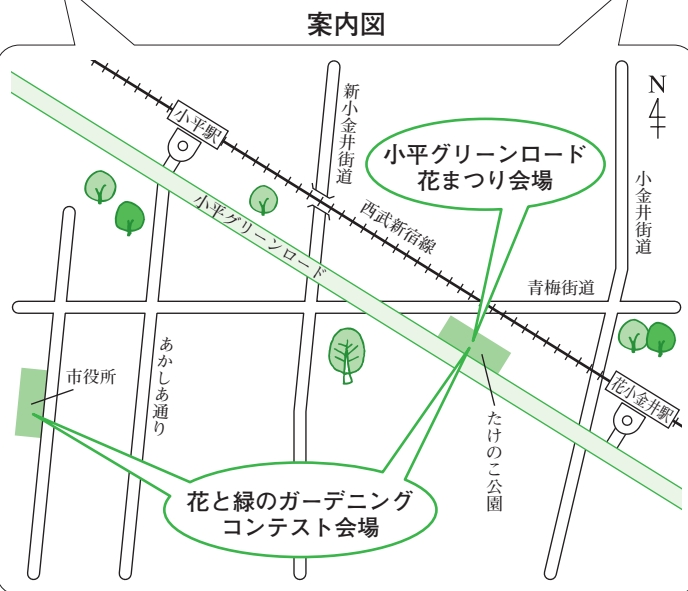 案内図
N
小平駅
新小金井街道
小平グリーンロード
花まつり会場
小金井街道
西武新宿線
小平グリーンロード
青梅街道
あかしあ通り
市役所
たけのこ公園
花小金井駅
花と緑のガーデニング
コンテスト会場